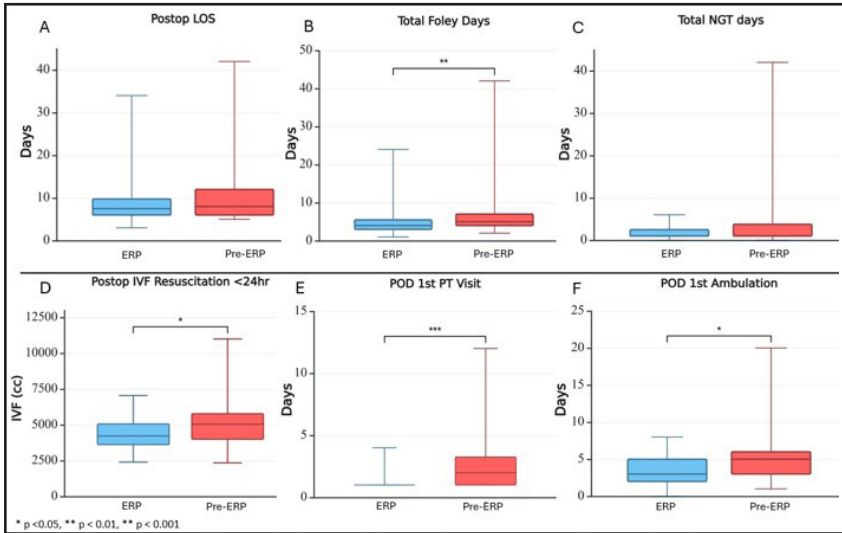 A
Postop LOS
Days
40
30
20
10
0
ERP
Pre-ERP
B
Total Foley Days
**
Days
50
40
30
20
10
0
ERP
Pre-ERP
C
Total NGT days
Days
40
30
20
10
0
ERP
Pre-ERP
D
Postop IVF Resuscitation <24hr
*
IVF (cc)
12500
10000
7500
5000
2500
0
ERP
Pre-ERP
E
POD 1st PT Visit
***
Days
15
10
5
0
ERP
Pre-ERP
F
POD 1st Ambulation
*
Days
25
20
15
10
5
0
ERP
Pre-ERP
* p <0.05, ** p < 0.01, ** p < 0.001